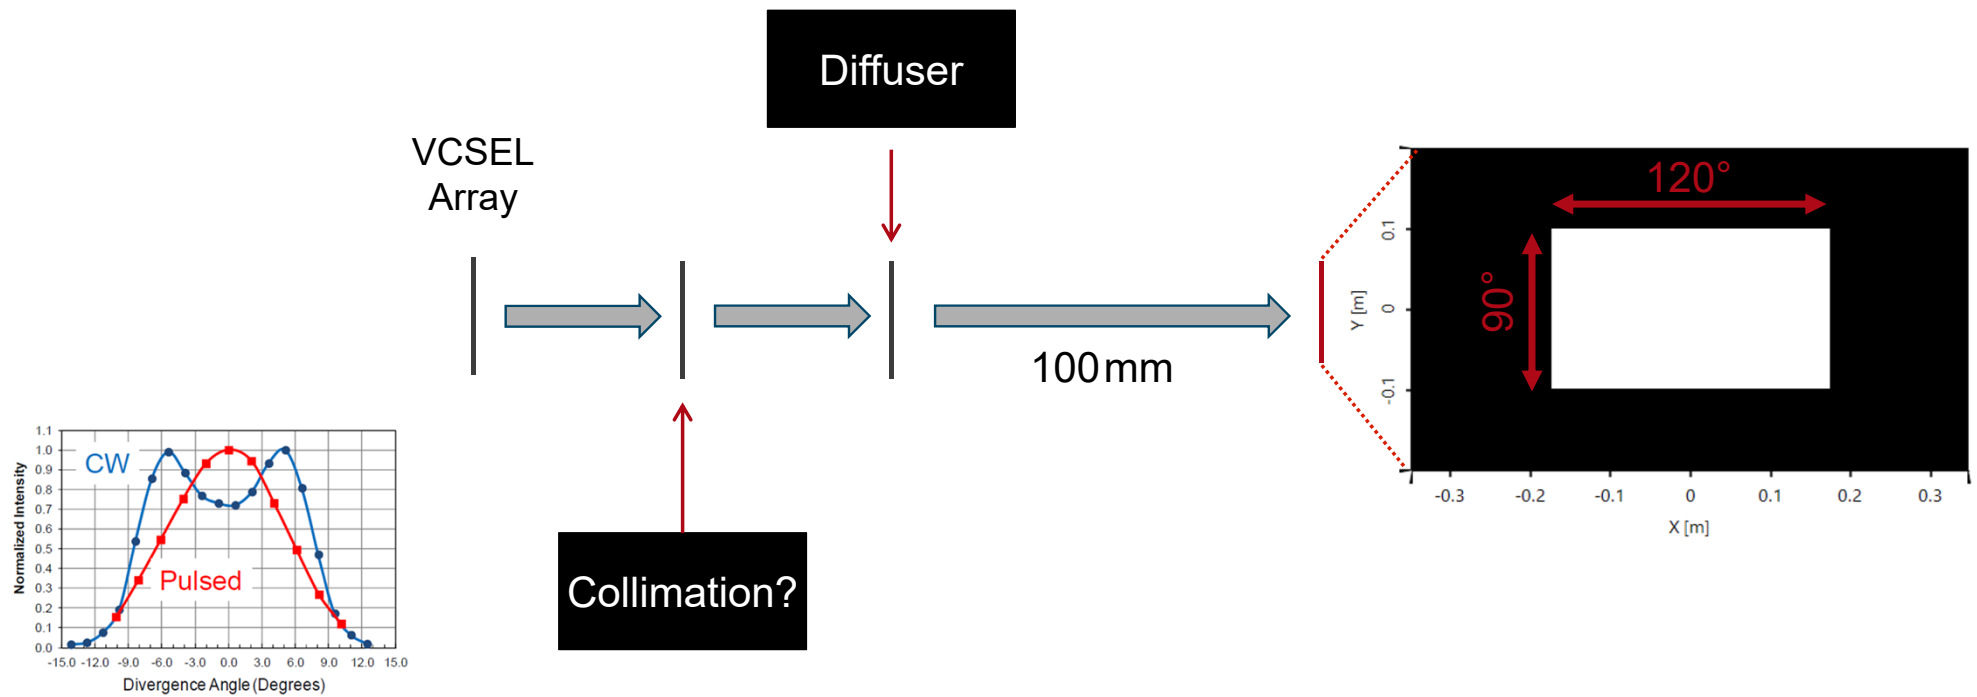 Diffuser
VCSEL
Array
100 mm
Collimation?
120°
90°
Y [m]
0.1
0
-0.1
-0.3
-0.2
-0.1
0
0.1
0.2
0.3
X [m]
CW
Pulsed
Normalized Intensity
1.1
1.0
0.9
0.8
0.7
0.6
0.5
0.4
0.3
0.2
0.1
0.0
-15.0 -12.0 -9.0 -6.0 -3.0 0.0 3.0 6.0 9.0 12.0 15.0
Divergence Angle (Degrees)